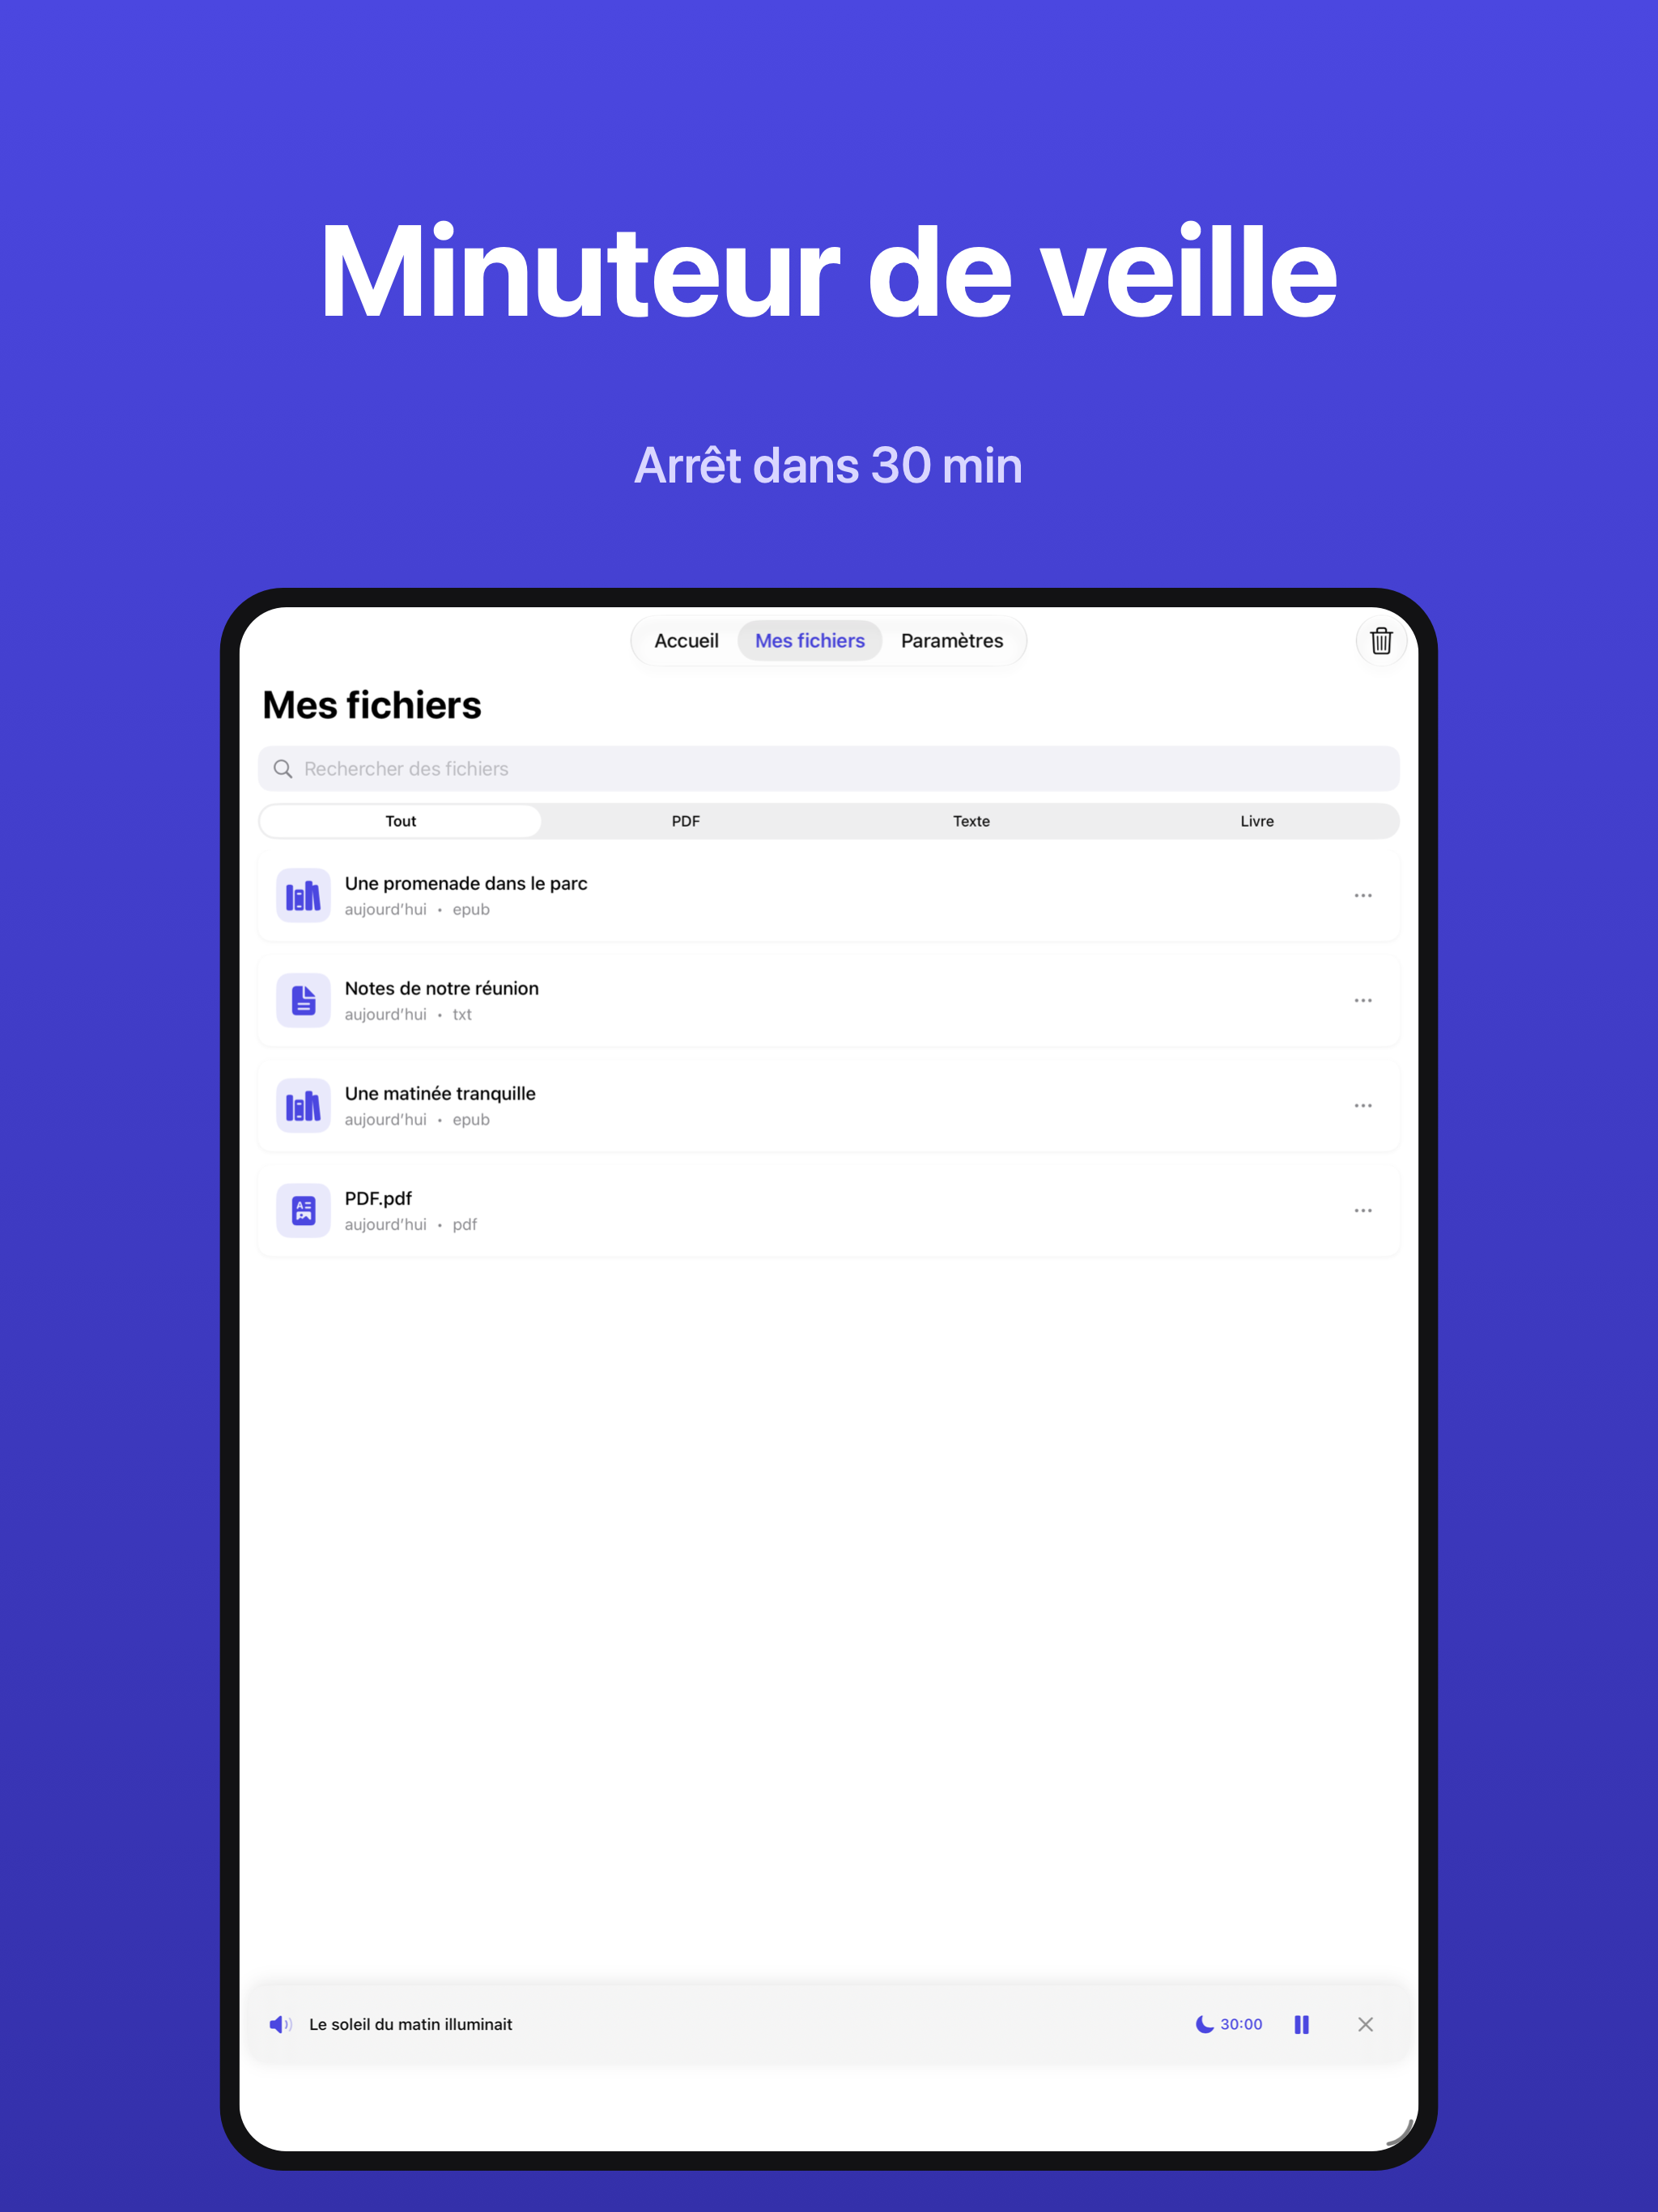 Minuteur de veille
Arrêt dans 30 min
Accueil Mes fichiers Paramètres
Mes fichiers
Rechercher des fichiers
Tout PDF Texte Livre
Une promenade dans le parc
aujourd’hui • epub
Notes de notre réunion
aujourd’hui • txt
Une matinée tranquille
aujourd’hui • epub
PDF.pdf
aujourd’hui • pdf
Le soleil du matin illuminait 30:00